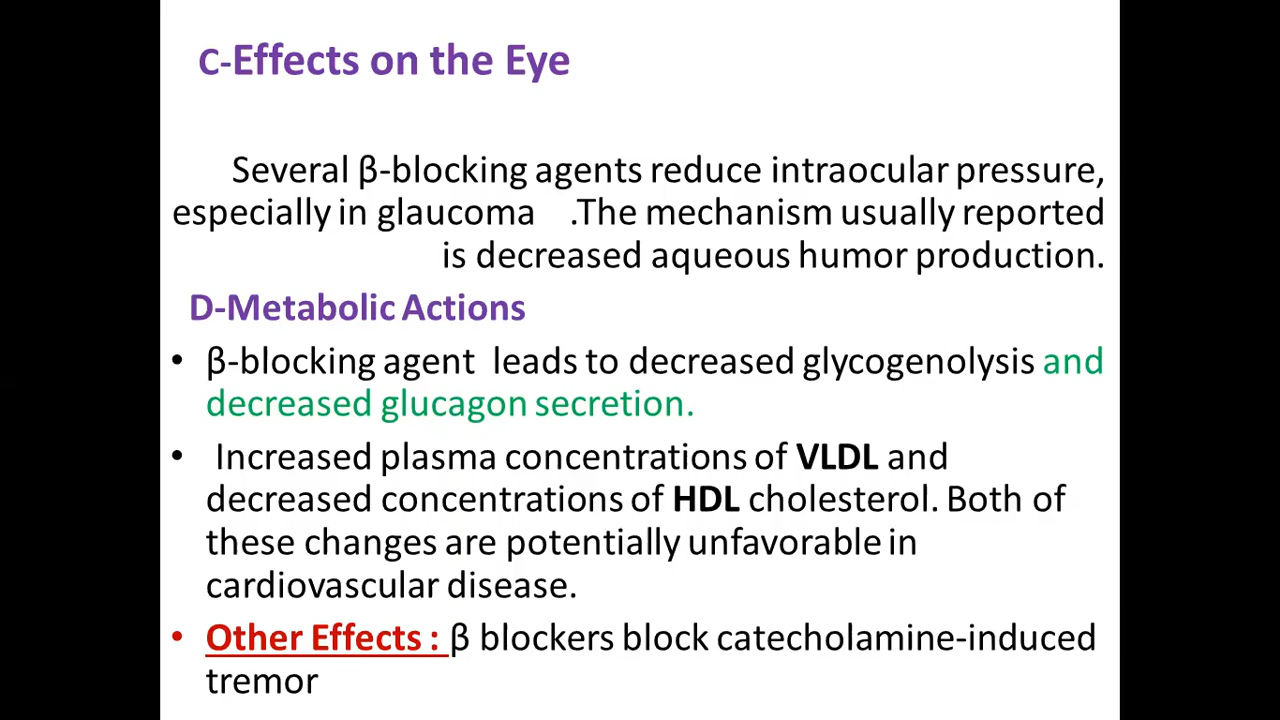 C-Effects on the Eye
Several β-blocking agents reduce intraocular pressure,
especially in glaucoma .The mechanism usually reported
is decreased aqueous humor production.
D-Metabolic Actions
• β-blocking agent leads to decreased glycogenolysis and
decreased glucagon secretion.
• Increased plasma concentrations of VLDL and
decreased concentrations of HDL cholesterol. Both of
these changes are potentially unfavorable in
cardiovascular disease.
• Other Effects : β blockers block catecholamine-induced
tremor